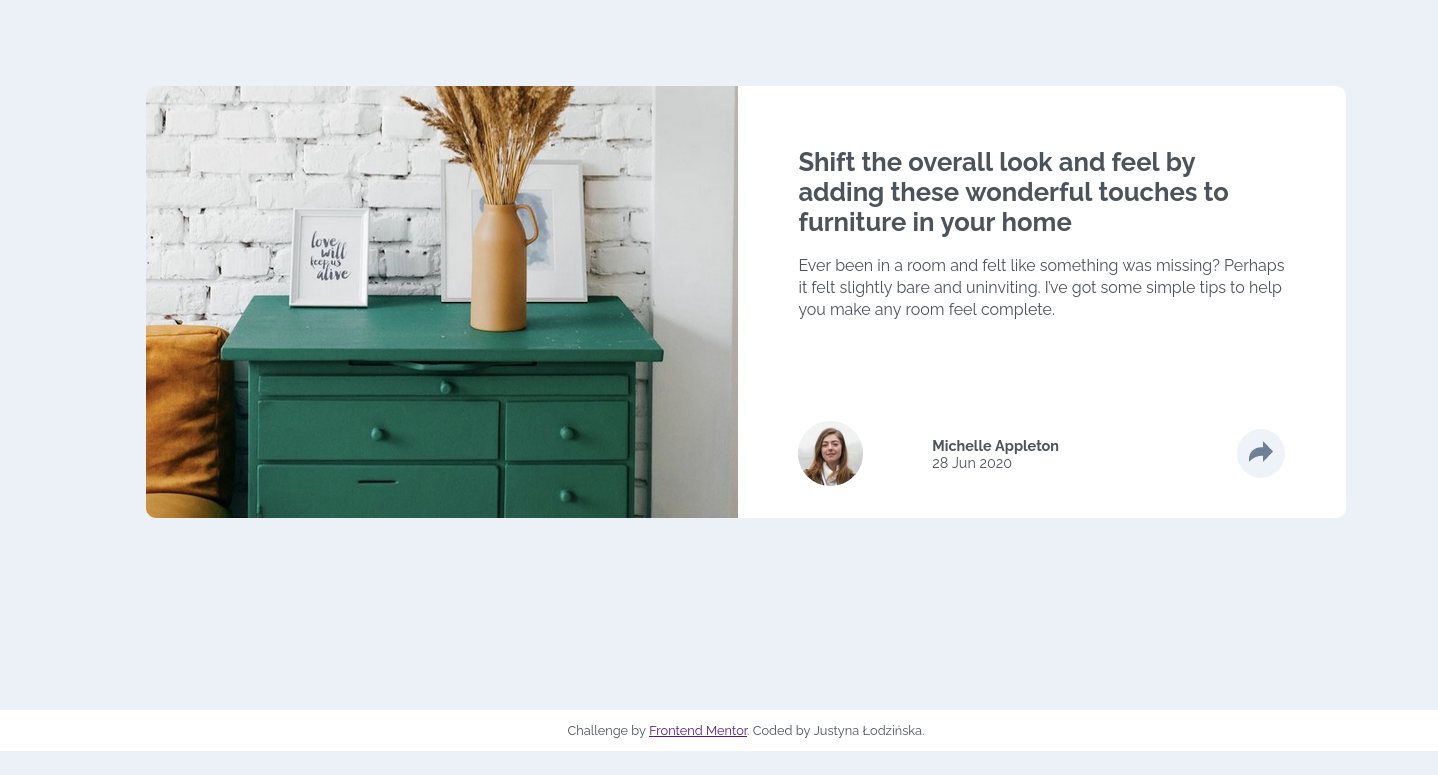 love
will
keep us
alive
Shift the overall look and feel by
adding these wonderful touches to
furniture in your home
Ever been in a room and felt like something was missing? Perhaps
it felt slightly bare and uninviting. I've got some simple tips to help
you make any room feel complete.
Michelle Appleton
28 Jun 2020
Challenge by Frontend Mentor. Coded by Justyna Łodzińska.